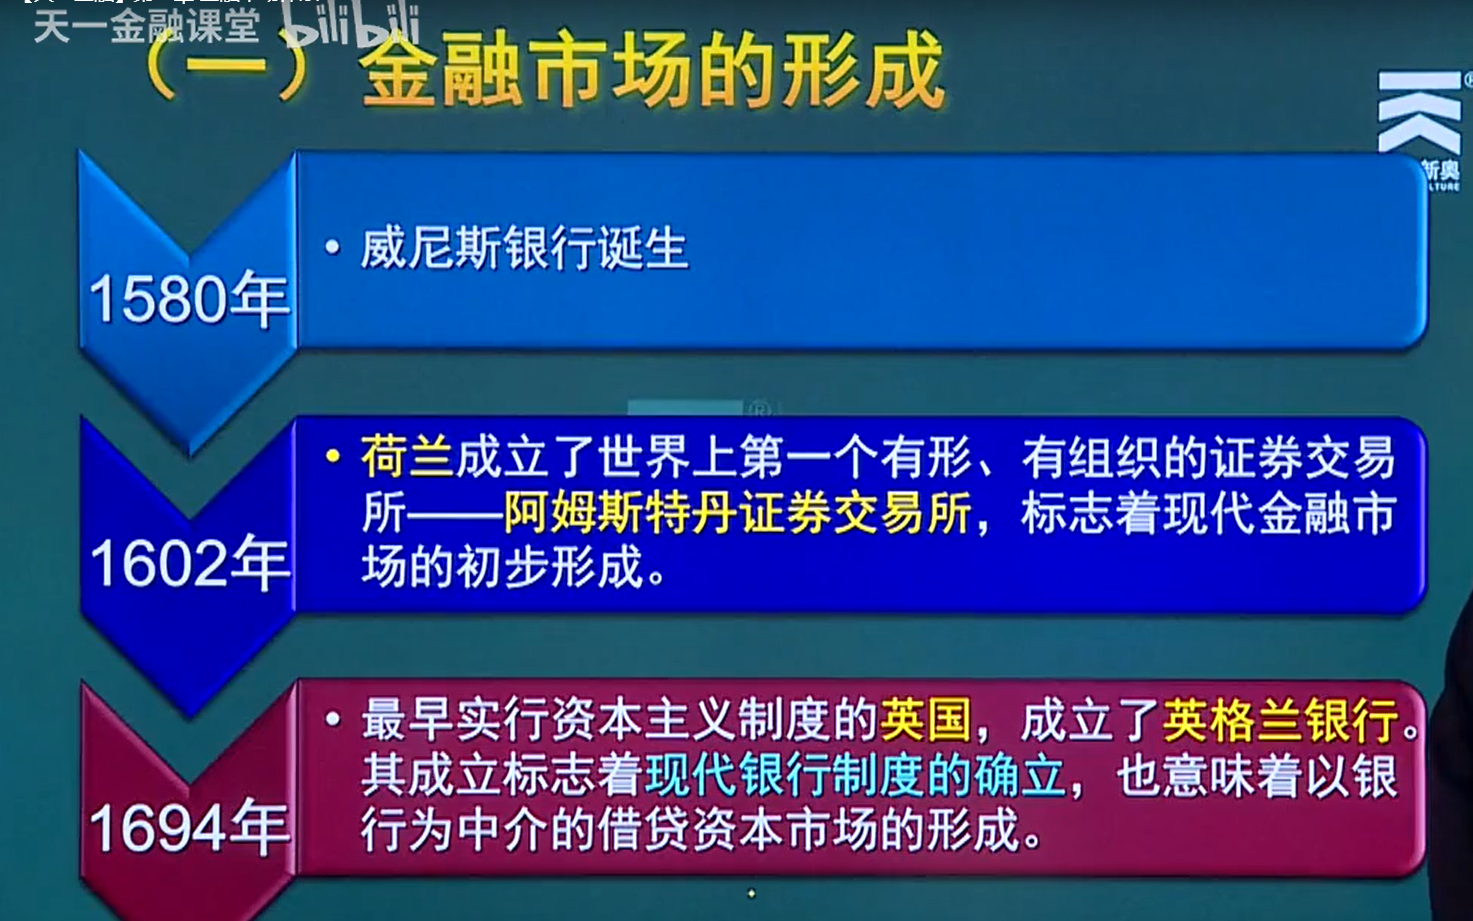 天一金融课堂 bilibili
（一）金融市场的形成
新奥
1580年
• 威尼斯银行诞生
®
1602年
• 荷兰成立了世界上第一个有形、有组织的证券交易
所——阿姆斯特丹证券交易所，标志着现代金融市
场的初步形成。
1694年
• 最早实行资本主义制度的英国，成立了英格兰银行。
其成立标志着现代银行制度的确立，也意味着以银
行为中介的借贷资本市场的形成。